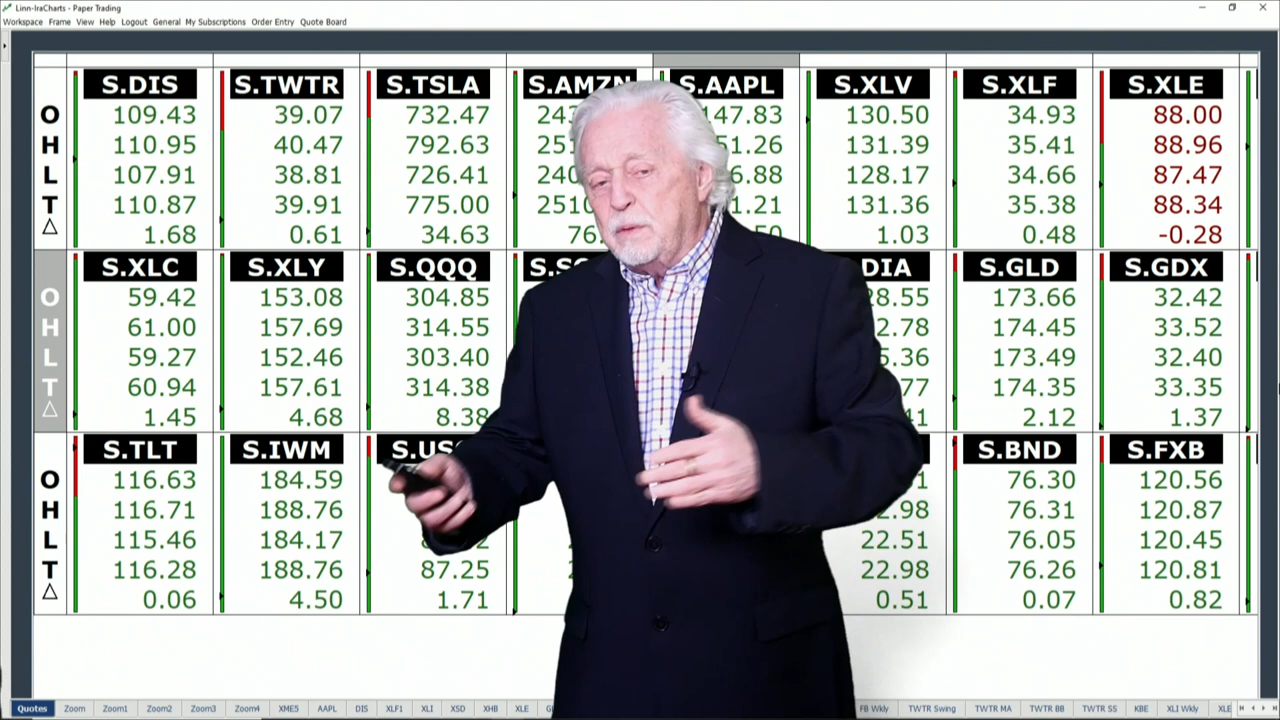 Linn-IraCharts - Paper Trading
Workspace Frame View Help Logout General My Subscriptions Order Entry Quote Board
S.DIS S.TWTR S.TSLA S.AMZN S.AAPL S.XLV S.XLF S.XLE
O 109.43 39.07 732.47 147.83 130.50 34.93 88.00
H 110.95 40.47 792.63 131.39 35.41 88.96
L 107.91 38.81 726.41 128.17 34.66 87.47
T 110.87 39.91 775.00 131.36 35.38 88.34
△ 1.68 0.61 34.63 1.03 0.48 -0.28
S.XLC S.XLY S.QQQ DIA S.GLD S.GDX
O 59.42 153.08 304.85 173.66 32.42
H 61.00 157.69 314.55 174.45 33.52
L 59.27 152.46 303.40 173.49 32.40
T 60.94 157.61 314.38 174.35 33.35
△ 1.45 4.68 8.38 2.12 1.37
S.TLT S.IWM S.BND S.FXB
O 116.63 184.59 76.30 120.56
H 116.71 188.76 76.31 120.87
L 115.46 184.17 22.51 76.05 120.45
T 116.28 188.76 87.25 22.98 76.26 120.81
△ 0.06 4.50 1.71 0.51 0.07 0.82
Quotes Zoom Zoom1 Zoom2 Zoom3 Zoom4 XME5 AAPL DIS XLF1 XLI XSD XHB XLE FB Wkly TWTR Swing TWTR MA TWTR BB TWTR SS KBE XLI Wkly XLE